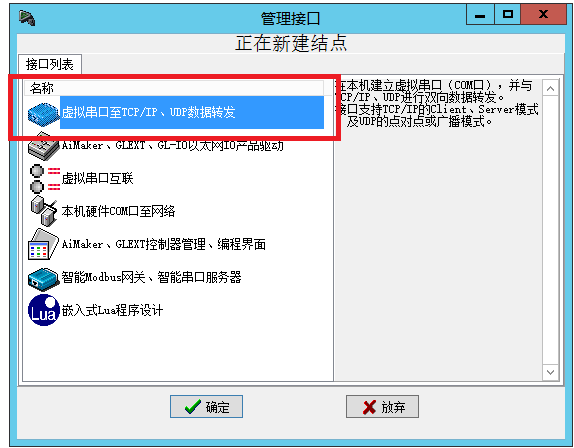 管理接口
正在新建结点
接口列表
名称
虚拟串口至TCP/IP、UDP数据转发
AiMaker、GLEXT、GL-IO以太网IO产品驱动
虚拟串口互联
本机硬件COM口至网络
AiMaker、GLEXT控制器管理、编程界面
智能Modbus网关、智能串口服务器
Lua
嵌入式Lua程序设计
在本机建立虚拟串口（COM口），并与
TCP/IP、UDP进行双向数据转发。
接口支持TCP/IP的Client、Server模式
及UDP的点对点或广播模式。
确定
放弃